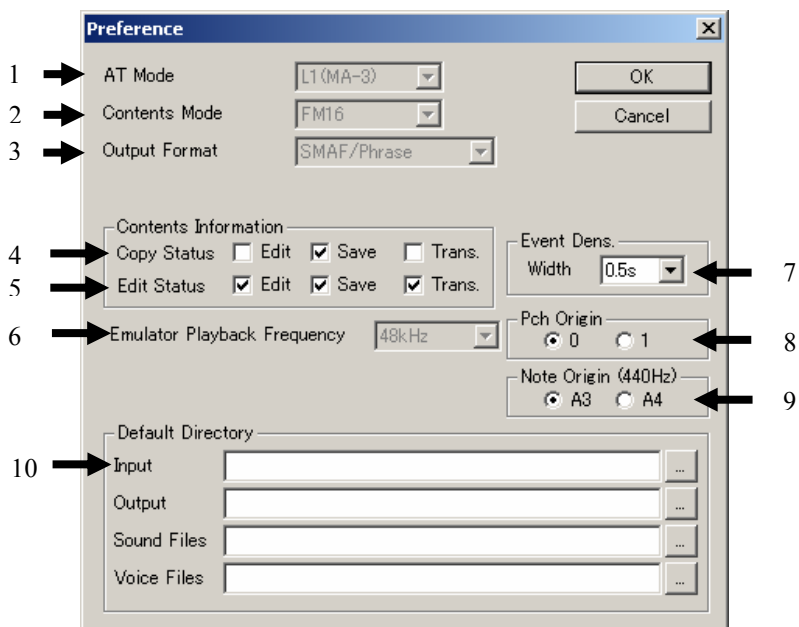 Preference
1 AT Mode L1(MA-3) OK
2 Contents Mode FM16 Cancel
3 Output Format SMAF/Phrase
Contents Information
4 Copy Status Edit Save Trans.
5 Edit Status Edit Save Trans.
Event Dens.
Width 0.5s 7
6 Emulator Playback Frequency 48kHz
Pch Origin
0 1 8
Note Origin (440Hz)
A3 A4 9
Default Directory
10 Input ...
Output ...
Sound Files ...
Voice Files ...